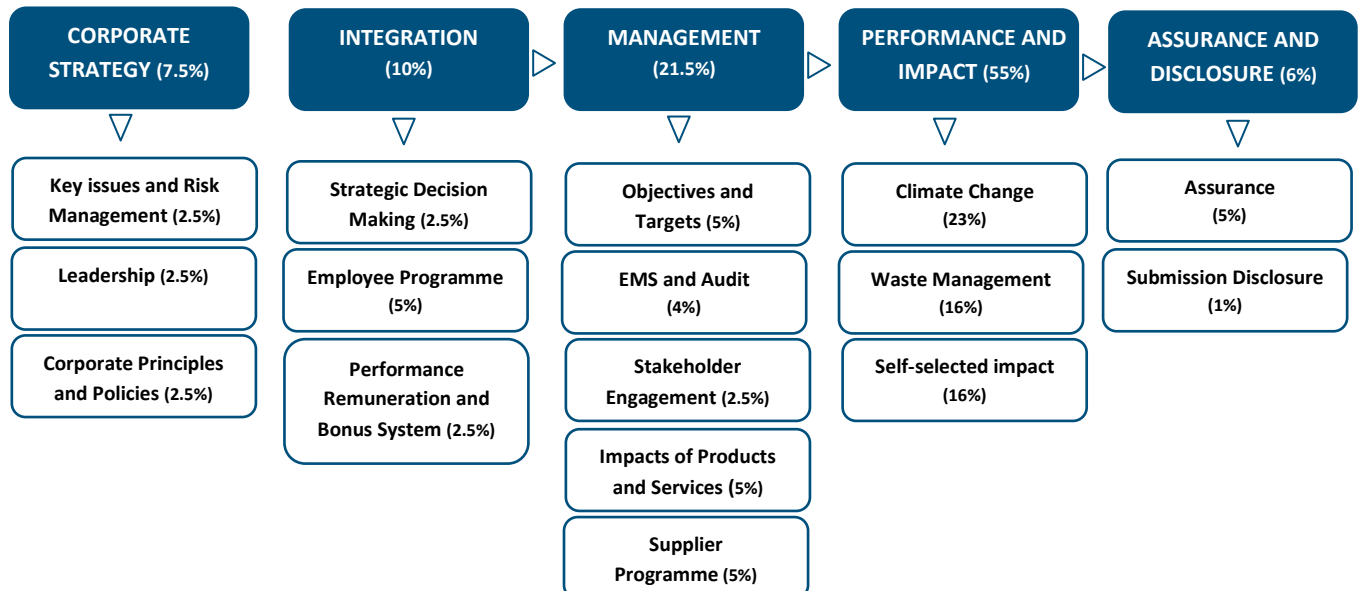 CORPORATE
STRATEGY (7.5%)
Key issues and Risk
Management (2.5%)
Leadership (2.5%)
Corporate Principles
and Policies (2.5%)
INTEGRATION
(10%)
Strategic Decision
Making (2.5%)
Employee Programme
(5%)
Performance
Remuneration and
Bonus System (2.5%)
MANAGEMENT
(21.5%)
Objectives and
Targets (5%)
EMS and Audit
(4%)
Stakeholder
Engagement (2.5%)
Impacts of Products
and Services (5%)
Supplier
Programme (5%)
PERFORMANCE AND
IMPACT (55%)
Climate Change
(23%)
Waste Management
(16%)
Self-selected impact
(16%)
ASSURANCE AND
DISCLOSURE (6%)
Assurance
(5%)
Submission Disclosure
(1%)